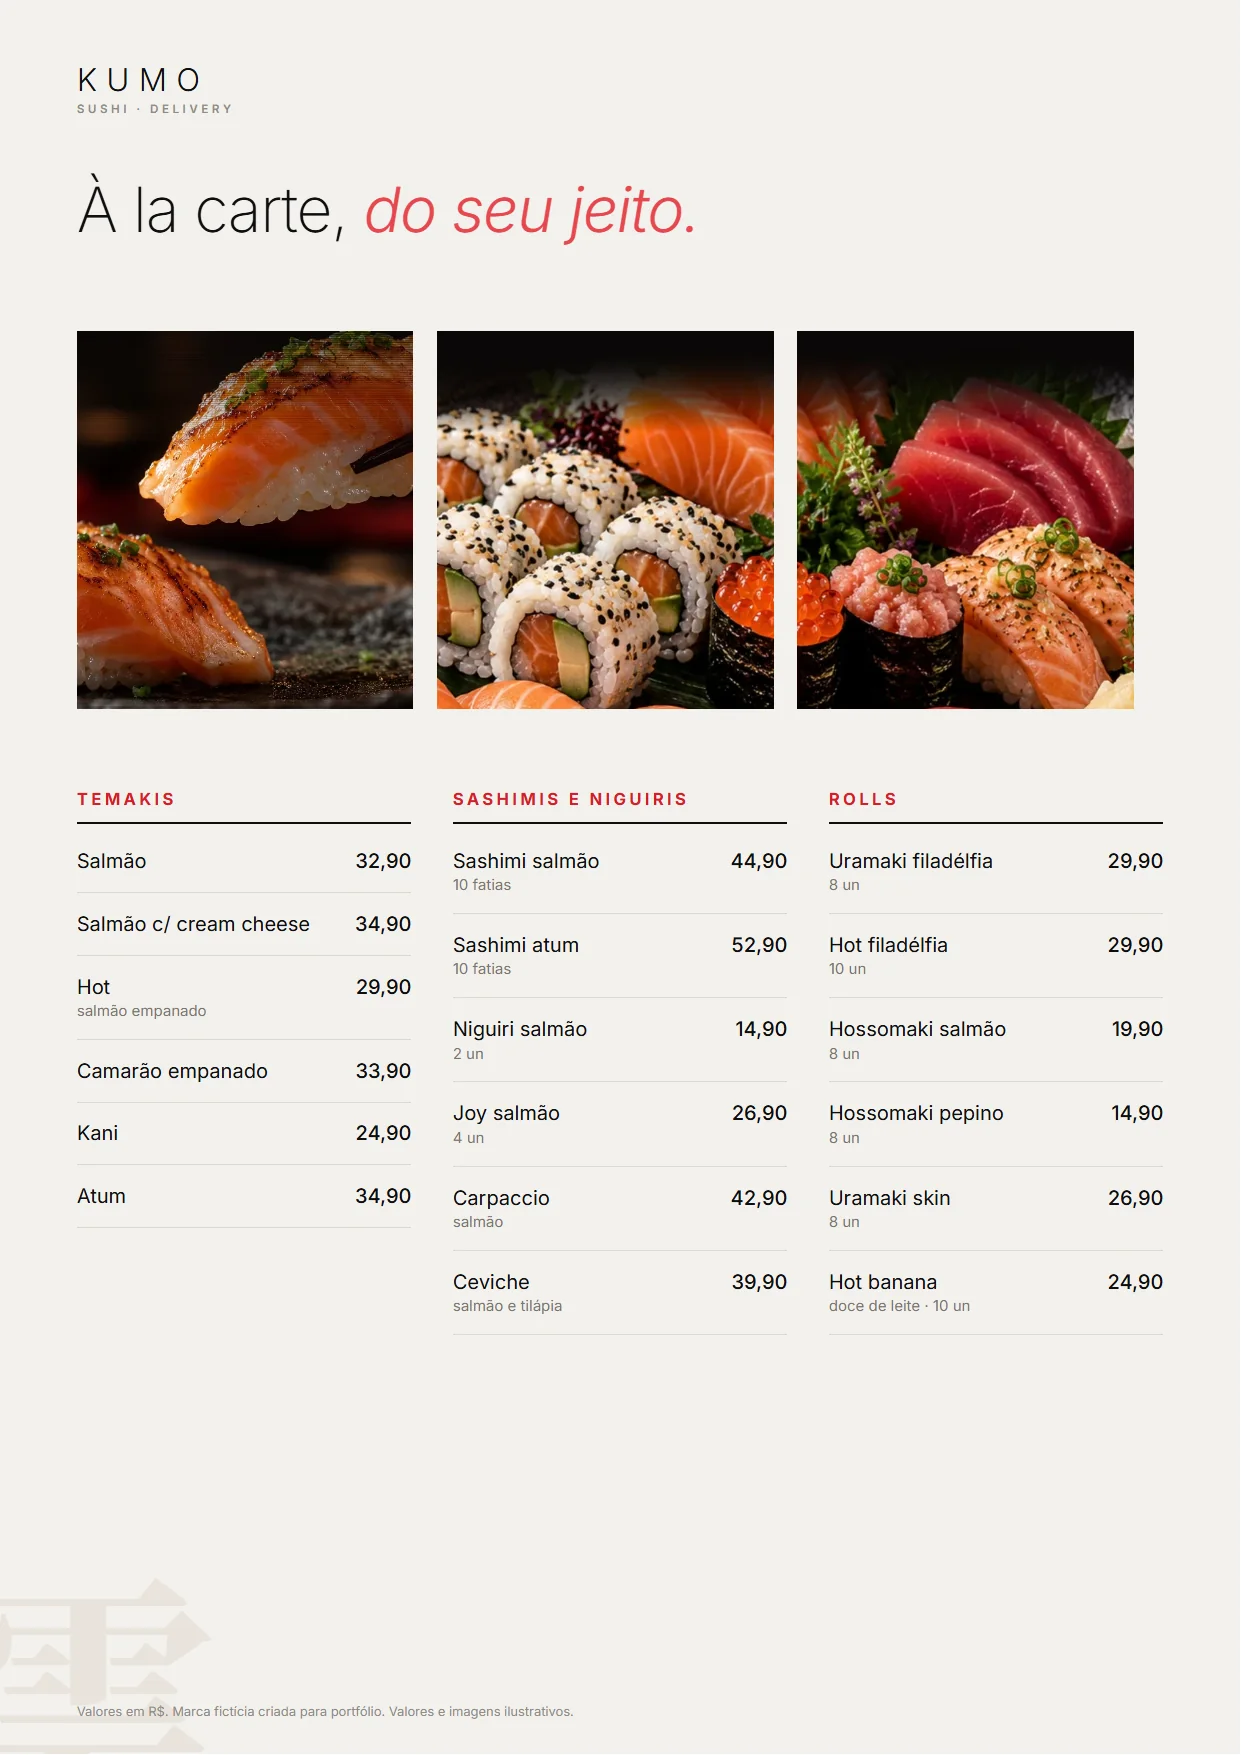 KUMO
SUSHI · DELIVERY
À la carte, do seu jeito.
TEMAKIS
Salmão 32,90
Salmão c/ cream cheese 34,90
Hot 29,90
salmão empanado
Camarão empanado 33,90
Kani 24,90
Atum 34,90
SASHIMIS E NIGUIRIS
Sashimi salmão 44,90
10 fatias
Sashimi atum 52,90
10 fatias
Niguiri salmão 14,90
2 un
Joy salmão 26,90
4 un
Carpaccio 42,90
salmão
Ceviche 39,90
salmão e tilápia
ROLLS
Uramaki filadélfia 29,90
8 un
Hot filadélfia 29,90
10 un
Hossomaki salmão 19,90
8 un
Hossomaki pepino 14,90
8 un
Uramaki skin 26,90
8 un
Hot banana 24,90
doce de leite · 10 un
Valores em R$. Marca fictícia criada para portfólio. Valores e imagens ilustrativos.